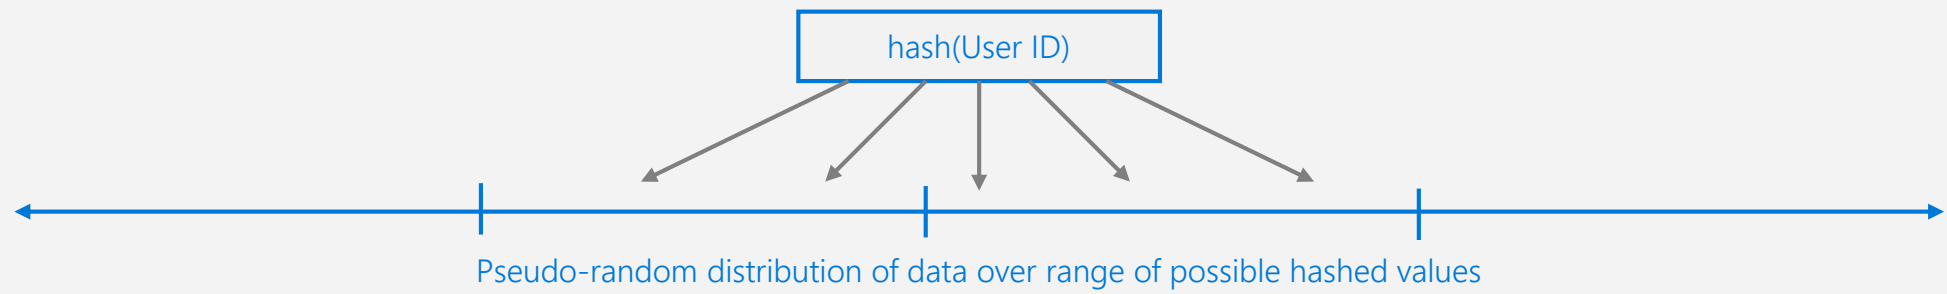 hash(User ID)
Pseudo-random distribution of data over range of possible hashed values